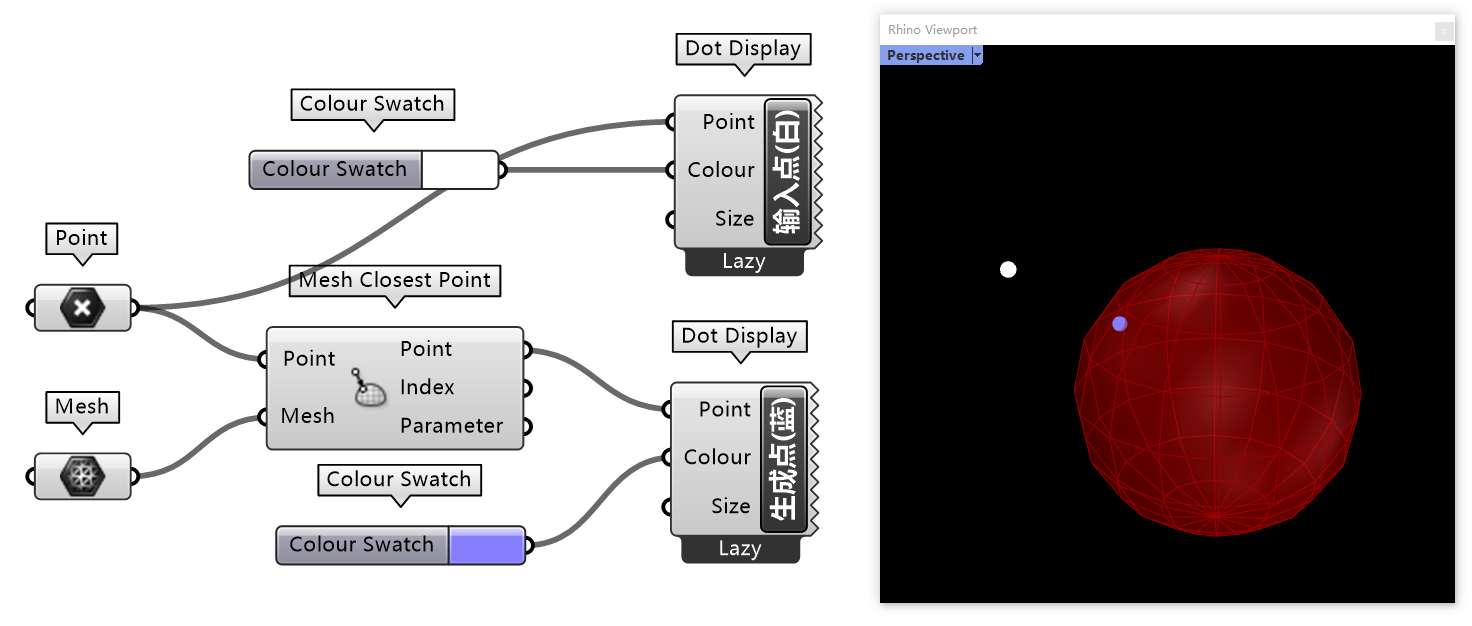 Dot Display
Colour Swatch
Colour Swatch
Point
Colour
Size
输入点(白)
Lazy
Point
Mesh Closest Point
Point
Mesh
Point
Index
Parameter
Mesh
Colour Swatch
Colour Swatch
Dot Display
Point
Colour
Size
生成点(蓝)
Lazy
Rhino Viewport
Perspective